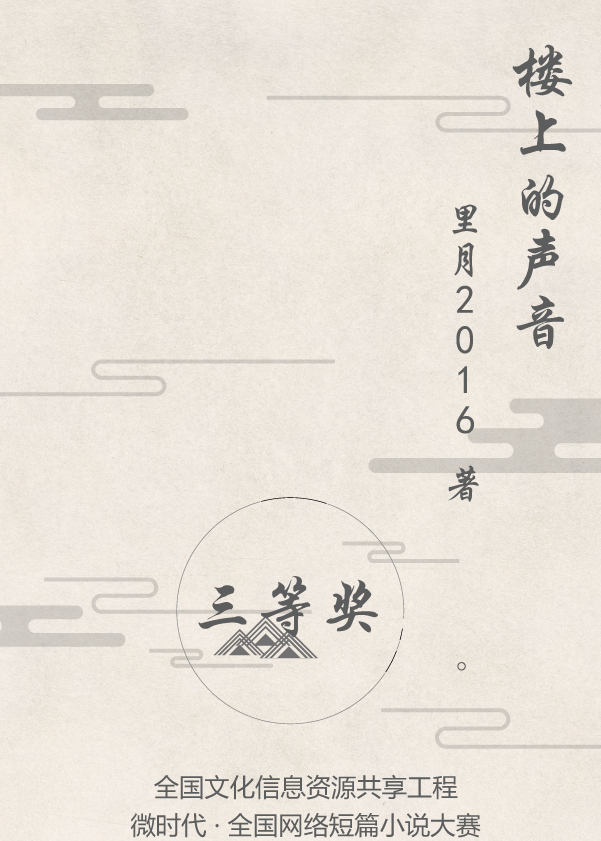 楼上的声音
里月2016 著
三等奖
全国文化信息资源共享工程
微时代·全国网络短篇小说大赛